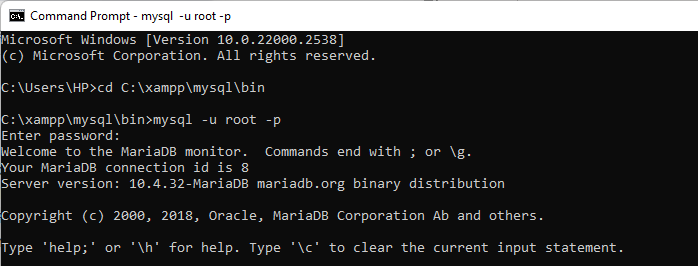 Command Prompt - mysql -u root -p
Microsoft Windows [Version 10.0.22000.2538]
(c) Microsoft Corporation. All rights reserved.
C:\Users\HP>cd C:\xampp\mysql\bin
C:\xampp\mysql\bin>mysql -u root -p
Enter password:
Welcome to the MariaDB monitor.  Commands end with ; or \g.
Your MariaDB connection id is 8
Server version: 10.4.32-MariaDB mariadb.org binary distribution
Copyright (c) 2000, 2018, Oracle, MariaDB Corporation Ab and others.
Type 'help;' or '\h' for help. Type '\c' to clear the current input statement.